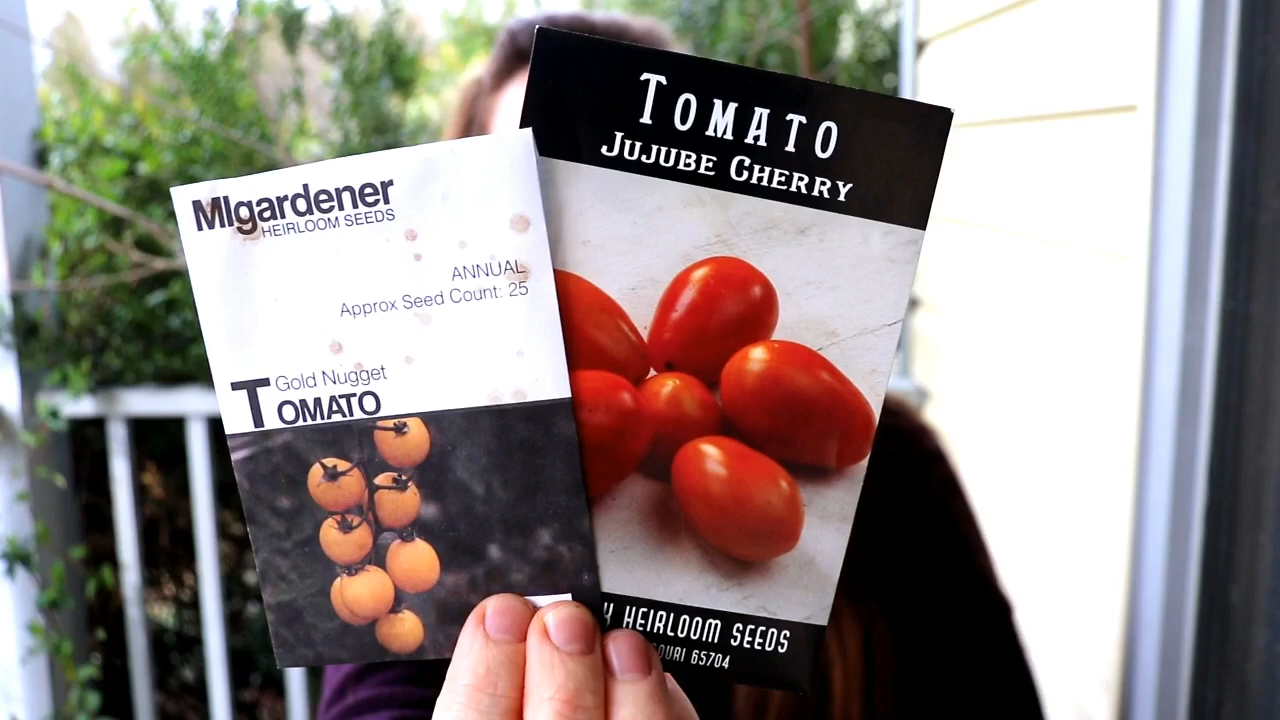 MIgardener
HEIRLOOM SEEDS
ANNUAL
Approx Seed Count: 25
Gold Nugget
TOMATO
TOMATO
JUJUBE CHERRY
HEIRLOOM SEEDS
65704